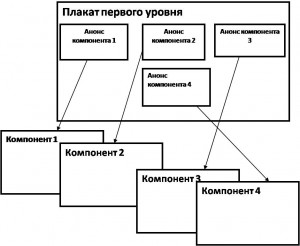 Плакат первого уровня
Анонс
компонента 1
Анонс
компонента 2
Анонс компонента
3
Анонс
компонента 4
Компонент 1
Компонент 2
Компонент 3
Компонент 4